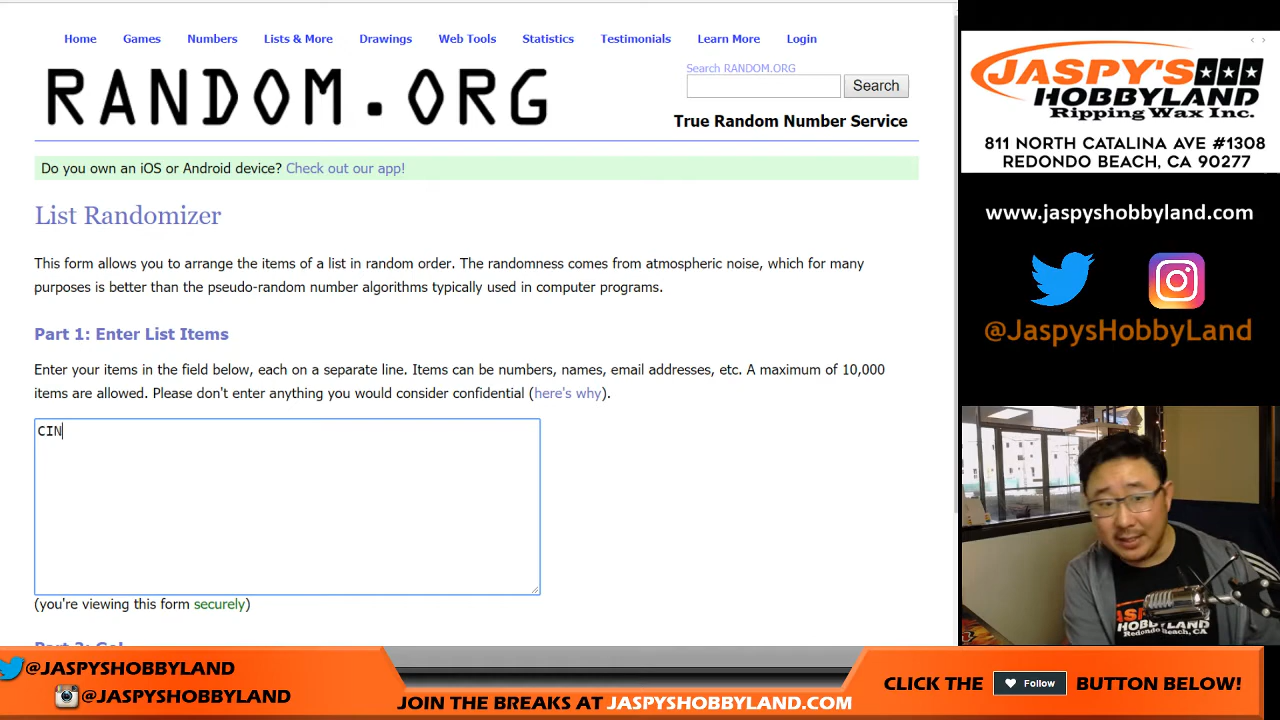 Home Games Numbers Lists & More Drawings Web Tools Statistics Testimonials Learn More Login
RANDOM.ORG
Search RANDOM.ORG
Search
True Random Number Service
Do you own an iOS or Android device? Check out our app!
List Randomizer
This form allows you to arrange the items of a list in random order. The randomness comes from atmospheric noise, which for many
purposes is better than the pseudo-random number algorithms typically used in computer programs.
Part 1: Enter List Items
Enter your items in the field below, each on a separate line. Items can be numbers, names, email addresses, etc. A maximum of 10,000
items are allowed. Please don't enter anything you would consider confidential (here's why).
CIN
(you're viewing this form securely)
JASPY'S
HOBBYLAND
Ripping Wax Inc.
811 NORTH CATALINA AVE #1308
REDONDO BEACH, CA 90277
www.jaspyshobbyland.com
@JaspysHobbyLand
JASPY'S
HOBBYLAND
Redondo Beach, CA
@JASPYSHOBBYLAND
@JASPYSHOBBYLAND
JOIN THE BREAKS AT JASPYSHOBBYLAND.COM
CLICK THE Follow BUTTON BELOW!